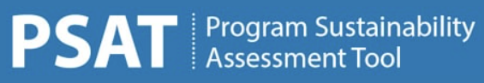 PSAT Program Sustainability
Assessment Tool